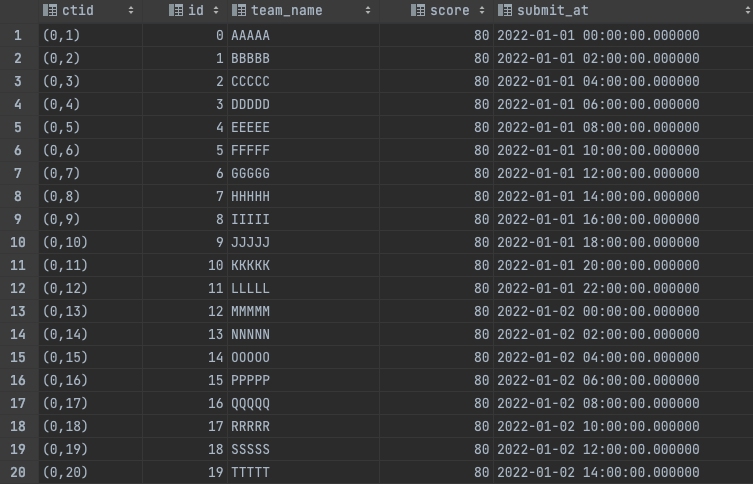 ctid id team_name score submit_at
1 (0,1) 0 AAAAA 80 2022-01-01 00:00:00.000000
2 (0,2) 1 BBBBB 80 2022-01-01 02:00:00.000000
3 (0,3) 2 CCCCC 80 2022-01-01 04:00:00.000000
4 (0,4) 3 DDDDD 80 2022-01-01 06:00:00.000000
5 (0,5) 4 EEEEE 80 2022-01-01 08:00:00.000000
6 (0,6) 5 FFFFF 80 2022-01-01 10:00:00.000000
7 (0,7) 6 GGGGG 80 2022-01-01 12:00:00.000000
8 (0,8) 7 HHHHH 80 2022-01-01 14:00:00.000000
9 (0,9) 8 IIIII 80 2022-01-01 16:00:00.000000
10 (0,10) 9 JJJJJ 80 2022-01-01 18:00:00.000000
11 (0,11) 10 KKKKK 80 2022-01-01 20:00:00.000000
12 (0,12) 11 LLLLL 80 2022-01-01 22:00:00.000000
13 (0,13) 12 MMMMM 80 2022-01-02 00:00:00.000000
14 (0,14) 13 NNNNN 80 2022-01-02 02:00:00.000000
15 (0,15) 14 OOOOO 80 2022-01-02 04:00:00.000000
16 (0,16) 15 PPPPP 80 2022-01-02 06:00:00.000000
17 (0,17) 16 QQQQQ 80 2022-01-02 08:00:00.000000
18 (0,18) 17 RRRRR 80 2022-01-02 10:00:00.000000
19 (0,19) 18 SSSSS 80 2022-01-02 12:00:00.000000
20 (0,20) 19 TTTTT 80 2022-01-02 14:00:00.000000